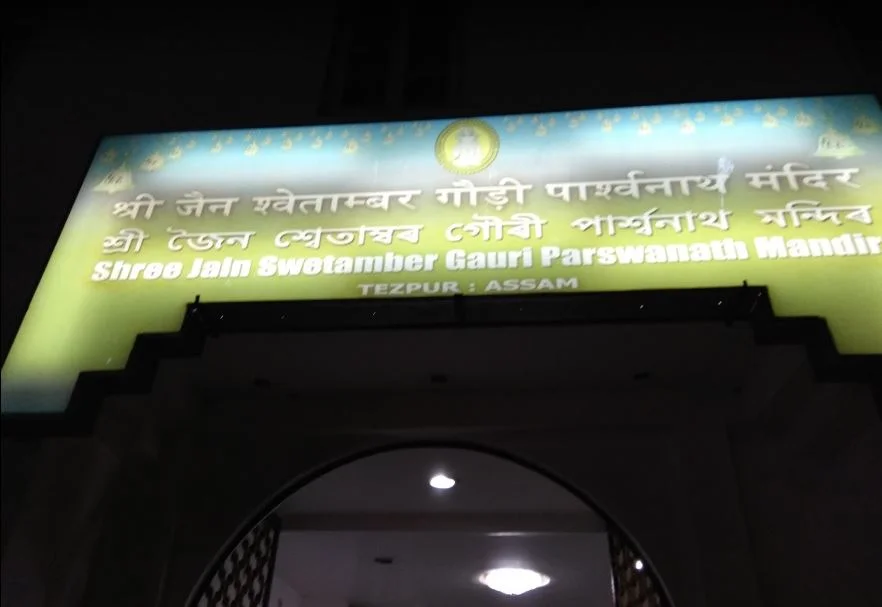 श्री जैन श्वेताम्बर गौड़ी पार्श्वनाथ मंदिर
শ্ৰী জৈন শ্বেতাম্বৰ গৌৰী পাৰ্শ্বনাথ মন্দিৰ
Shree Jain Swetamber Gauri Parswanath Mandir
TEZPUR : ASSAM